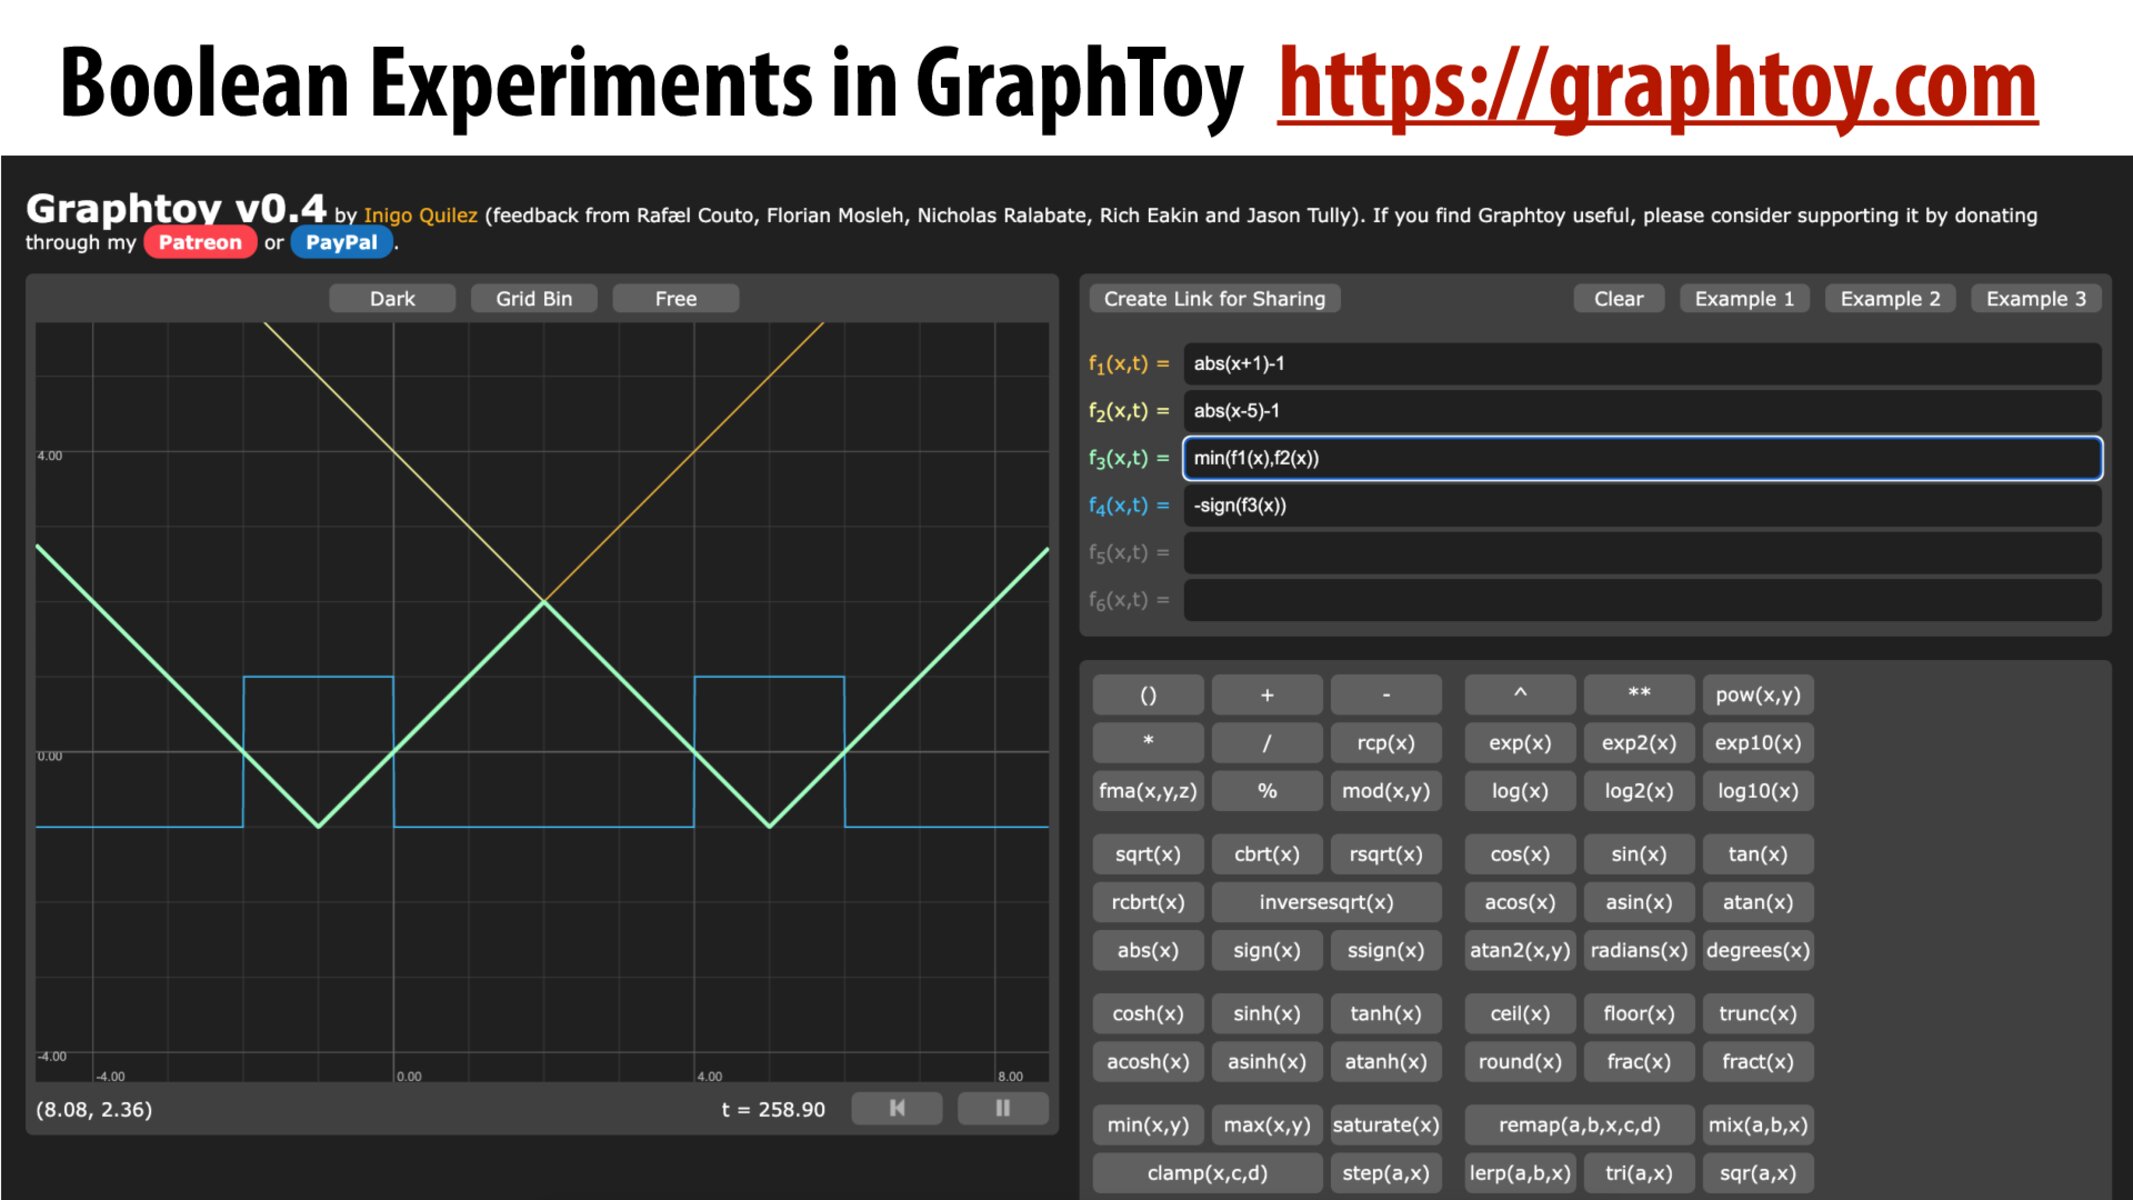 Boolean Experiments in GraphToy https://graphtoy.com
Graphtoy v0.4 by Inigo Quilez (feedback from Rafæl Couto, Florian Mosleh, Nicholas Ralabate, Rich Eakin and Jason Tully). If you find Graphtoy useful, please consider supporting it by donating
through my Patreon or PayPal .
Dark Grid Bin Free
4.00
0.00
-4.00
-4.00 0.00 4.00 8.00
(8.08, 2.36) t = 258.90
Create Link for Sharing Clear Example 1 Example 2 Example 3
f1(x,t) = abs(x+1)-1
f2(x,t) = abs(x-5)-1
f3(x,t) = min(f1(x),f2(x))
f4(x,t) = -sign(f3(x))
f5(x,t) =
f6(x,t) =
() + - ^ ** pow(x,y)
* / rcp(x) exp(x) exp2(x) exp10(x)
fma(x,y,z) % mod(x,y) log(x) log2(x) log10(x)
sqrt(x) cbrt(x) rsqrt(x) cos(x) sin(x) tan(x)
rcbrt(x) inversesqrt(x) acos(x) asin(x) atan(x)
abs(x) sign(x) ssign(x) atan2(x,y) radians(x) degrees(x)
cosh(x) sinh(x) tanh(x) ceil(x) floor(x) trunc(x)
acosh(x) asinh(x) atanh(x) round(x) frac(x) fract(x)
min(x,y) max(x,y) saturate(x) remap(a,b,x,c,d) mix(a,b,x)
clamp(x,c,d) step(a,x) lerp(a,b,x) tri(a,x) sqr(a,x)